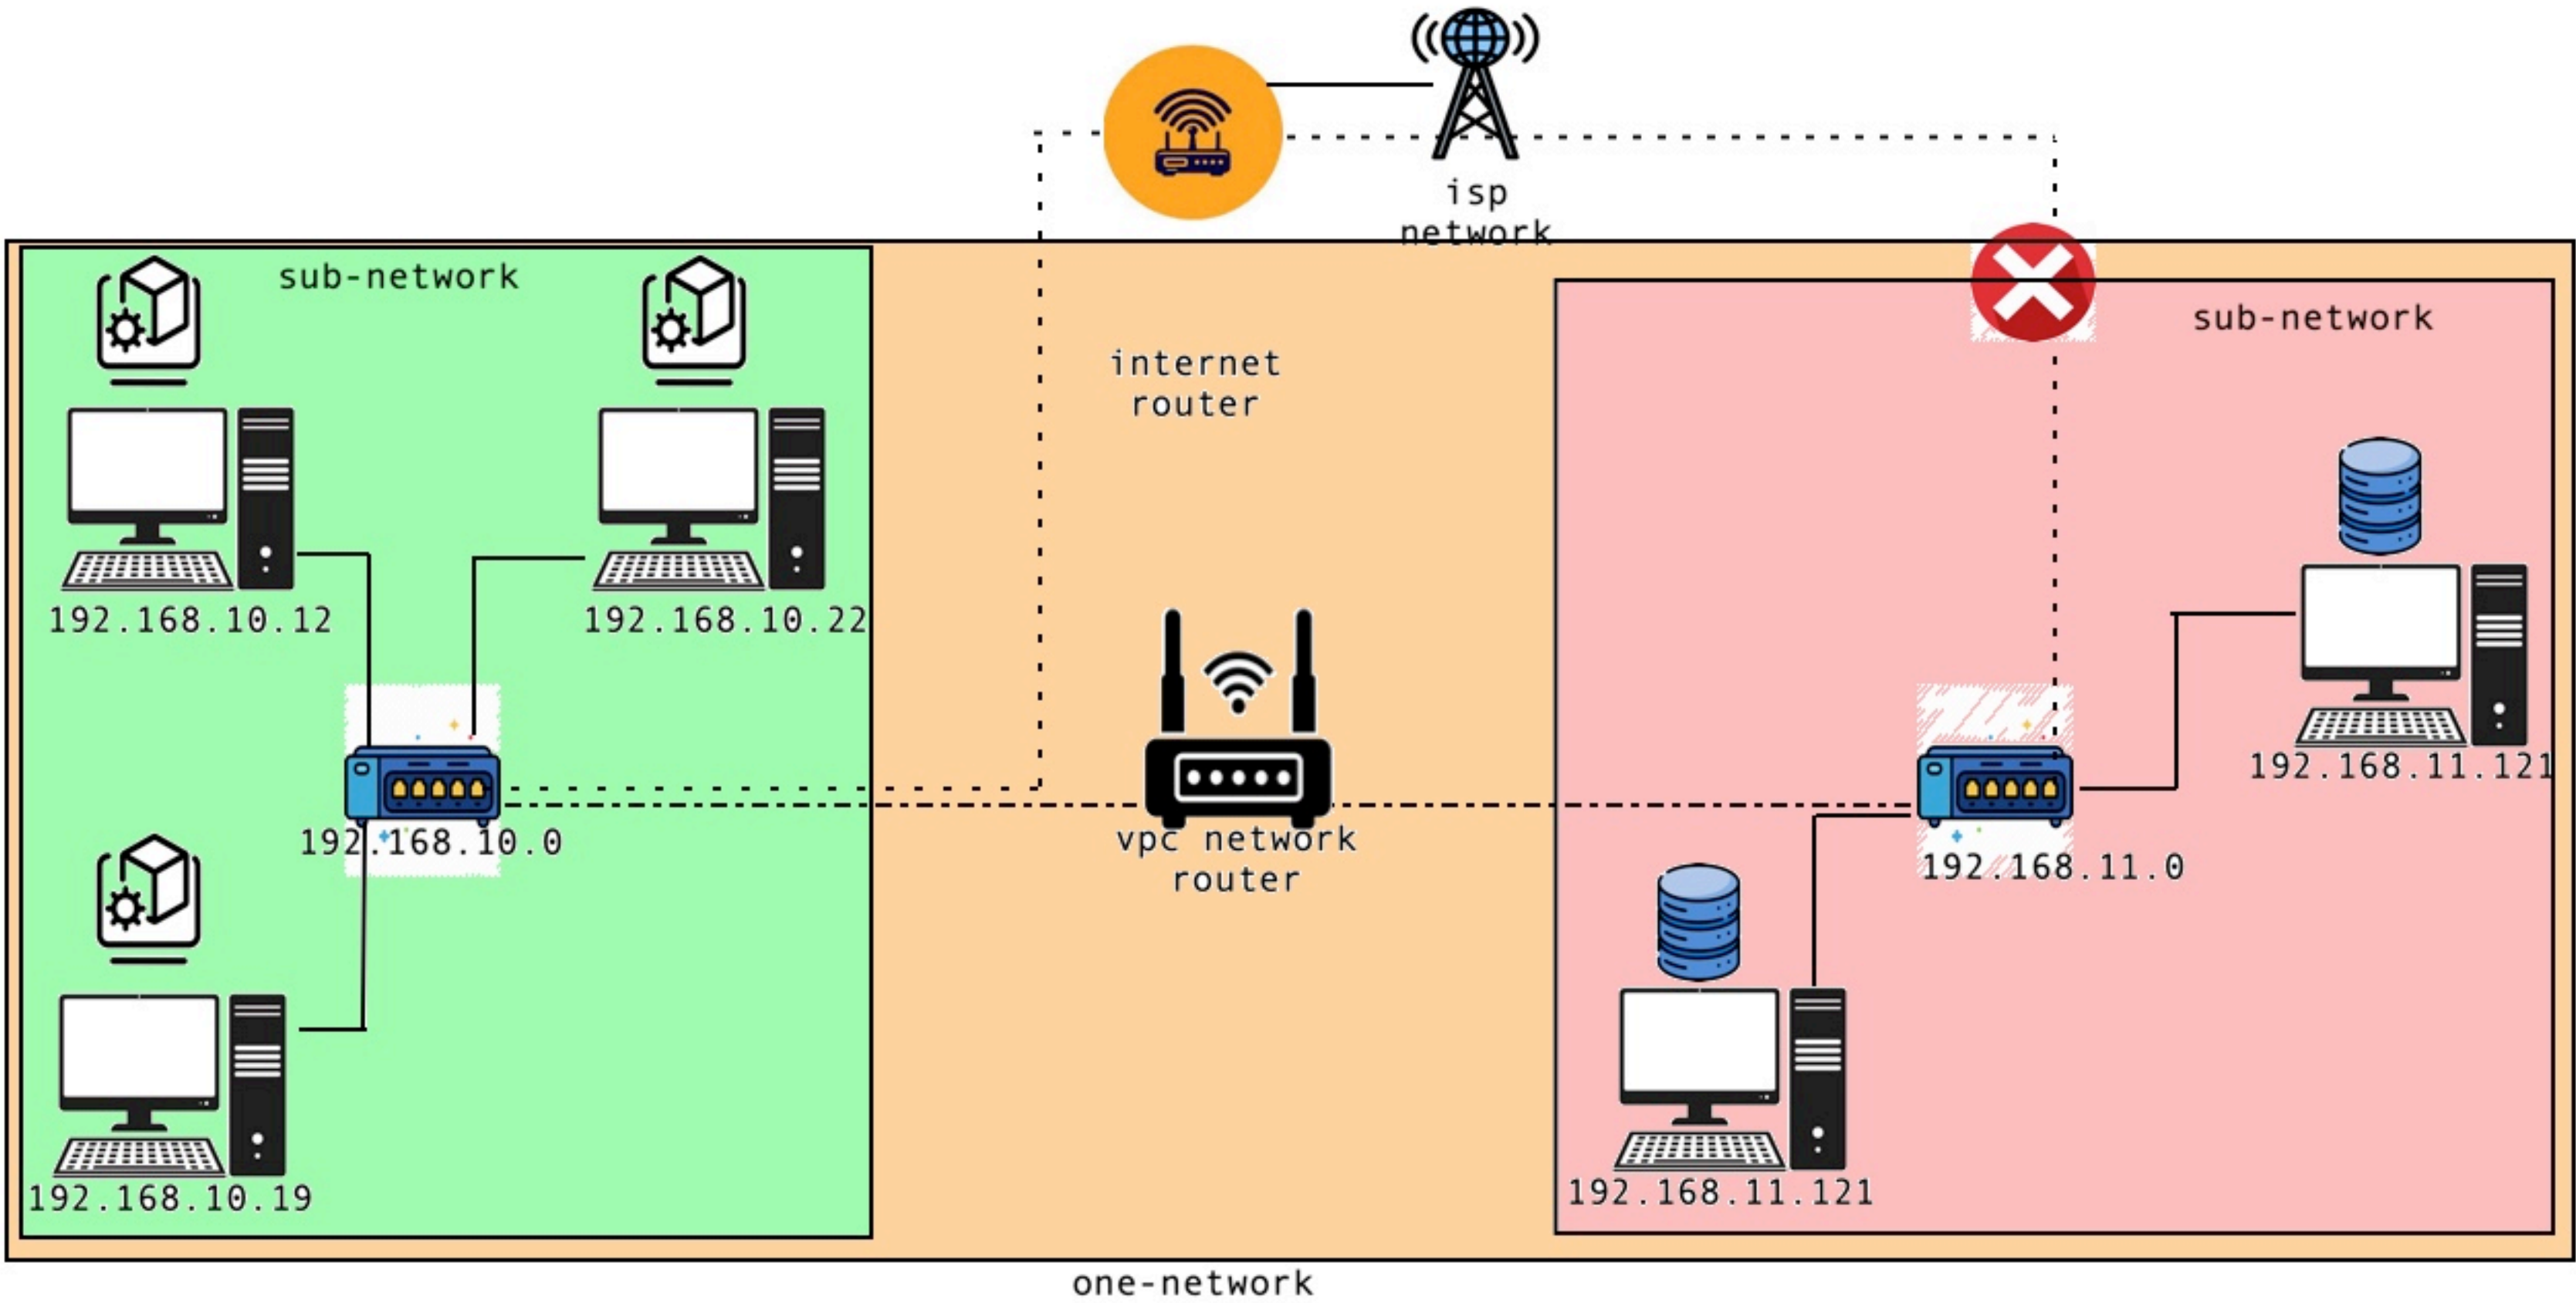 isp
network
sub-network
sub-network
internet
router
192.168.10.12
192.168.10.22
192.168.11.121
192.168.10.0
vpc network
router
192.168.11.0
192.168.10.19
192.168.11.121
one-network